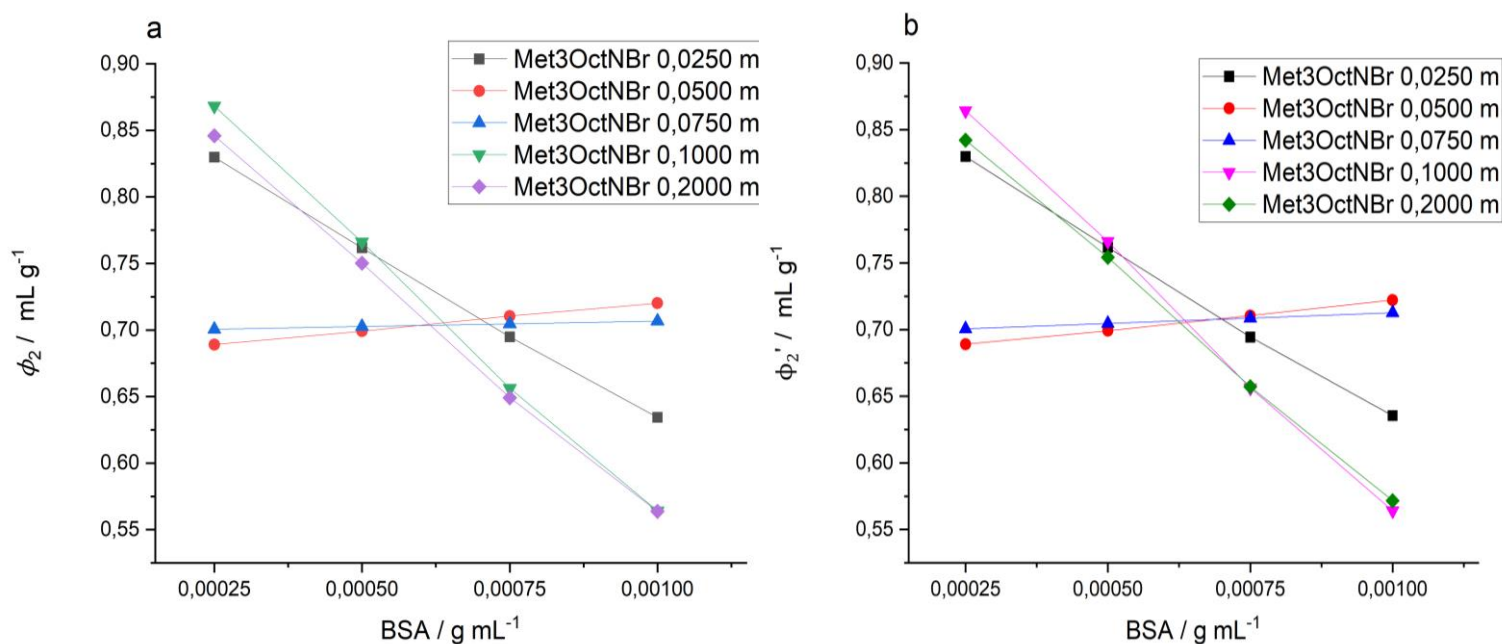 a
Met3OctNBr 0,0250 m
Met3OctNBr 0,0500 m
Met3OctNBr 0,0750 m
Met3OctNBr 0,1000 m
Met3OctNBr 0,2000 m
0,90
0,85
0,80
0,75
0,70
0,65
0,60
0,55
ϕ₂ / mL g⁻¹
0,00025 0,00050 0,00075 0,00100
BSA / g mL⁻¹
b
Met3OctNBr 0,0250 m
Met3OctNBr 0,0500 m
Met3OctNBr 0,0750 m
Met3OctNBr 0,1000 m
Met3OctNBr 0,2000 m
0,90
0,85
0,80
0,75
0,70
0,65
0,60
0,55
ϕ₂' / mL g⁻¹
0,00025 0,00050 0,00075 0,00100
BSA / g mL⁻¹